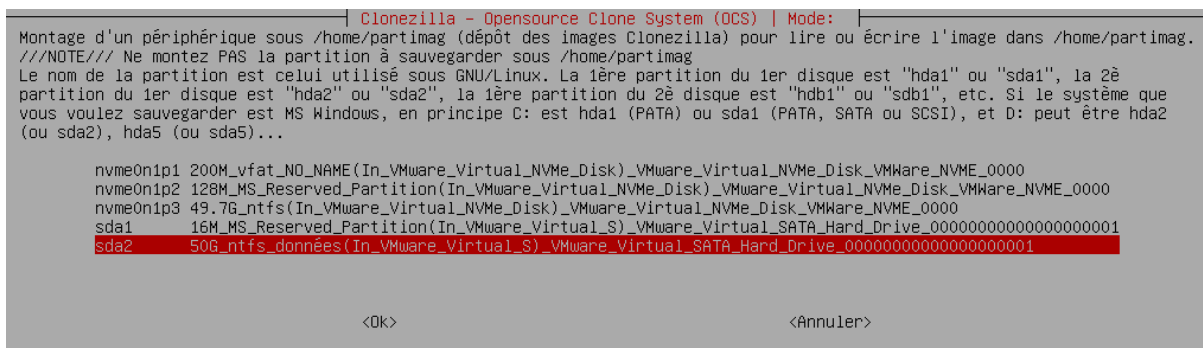 Clonezilla - Opensource Clone System (OCS) | Mode:
Montage d'un périphérique sous /home/partimag (dépôt des images Clonezilla) pour lire ou écrire l'image dans /home/partimag.
///NOTE/// Ne montez PAS la partition à sauvegarder sous /home/partimag
Le nom de la partition est celui utilisé sous GNU/Linux. La 1ère partition du 1er disque est "hda1" ou "sda1", la 2è
partition du 1er disque est "hda2" ou "sda2", la 1ère partition du 2è disque est "hdb1" ou "sdb1", etc. Si le système que
vous voulez sauvegarder est MS Windows, en principe C: est hda1 (PATA) ou sda1 (PATA, SATA ou SCSI), et D: peut être hda2
(ou sda2), hda5 (ou sda5)...
nvme0n1p1 200M_vfat_NO_NAME(In_VMware_Virtual_NVMe_Disk)_VMware_Virtual_NVMe_Disk_VMWare_NVME_0000
nvme0n1p2 128M_MS_Reserved_Partition(In_VMware_Virtual_NVMe_Disk)_VMware_Virtual_NVMe_Disk_VMWare_NVME_0000
nvme0n1p3 49.7G_ntfs(In_VMware_Virtual_NVMe_Disk)_VMware_Virtual_NVMe_Disk_VMWare_NVME_0000
sda1 16M_MS_Reserved_Partition(In_VMware_Virtual_S)_VMware_Virtual_SATA_Hard_Drive_00000000000000000001
sda2 50G_ntfs_données(In_VMware_Virtual_S)_VMware_Virtual_SATA_Hard_Drive_00000000000000000001
<Ok> <Annuler>